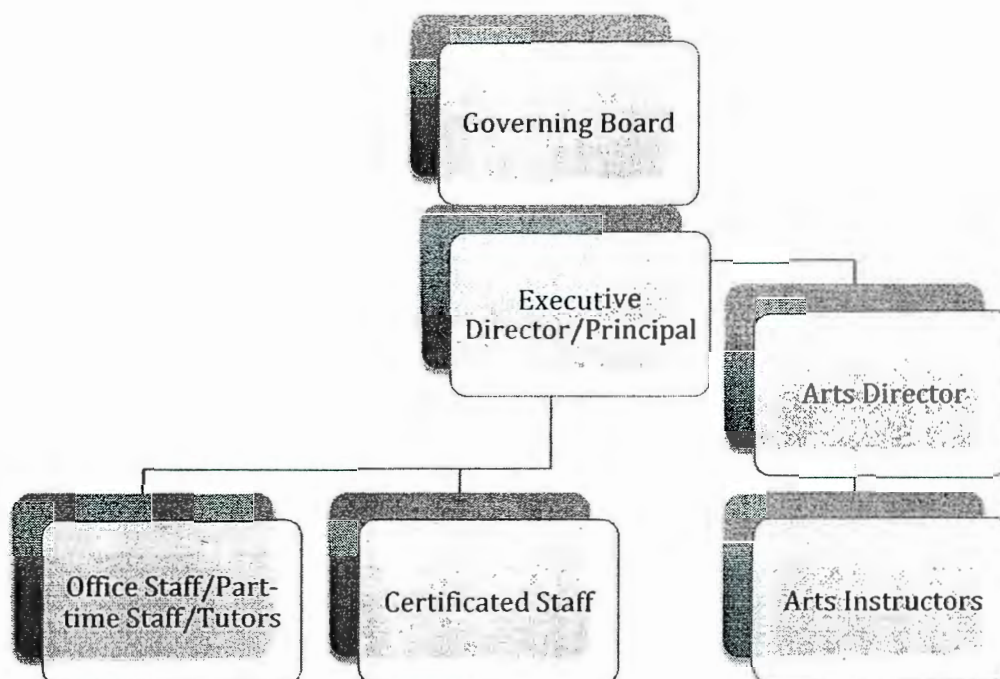 Governing Board
Executive
Director/Principal
Arts Director
Office Staff/Part-
time Staff/Tutors
Certificated Staff
Arts Instructors